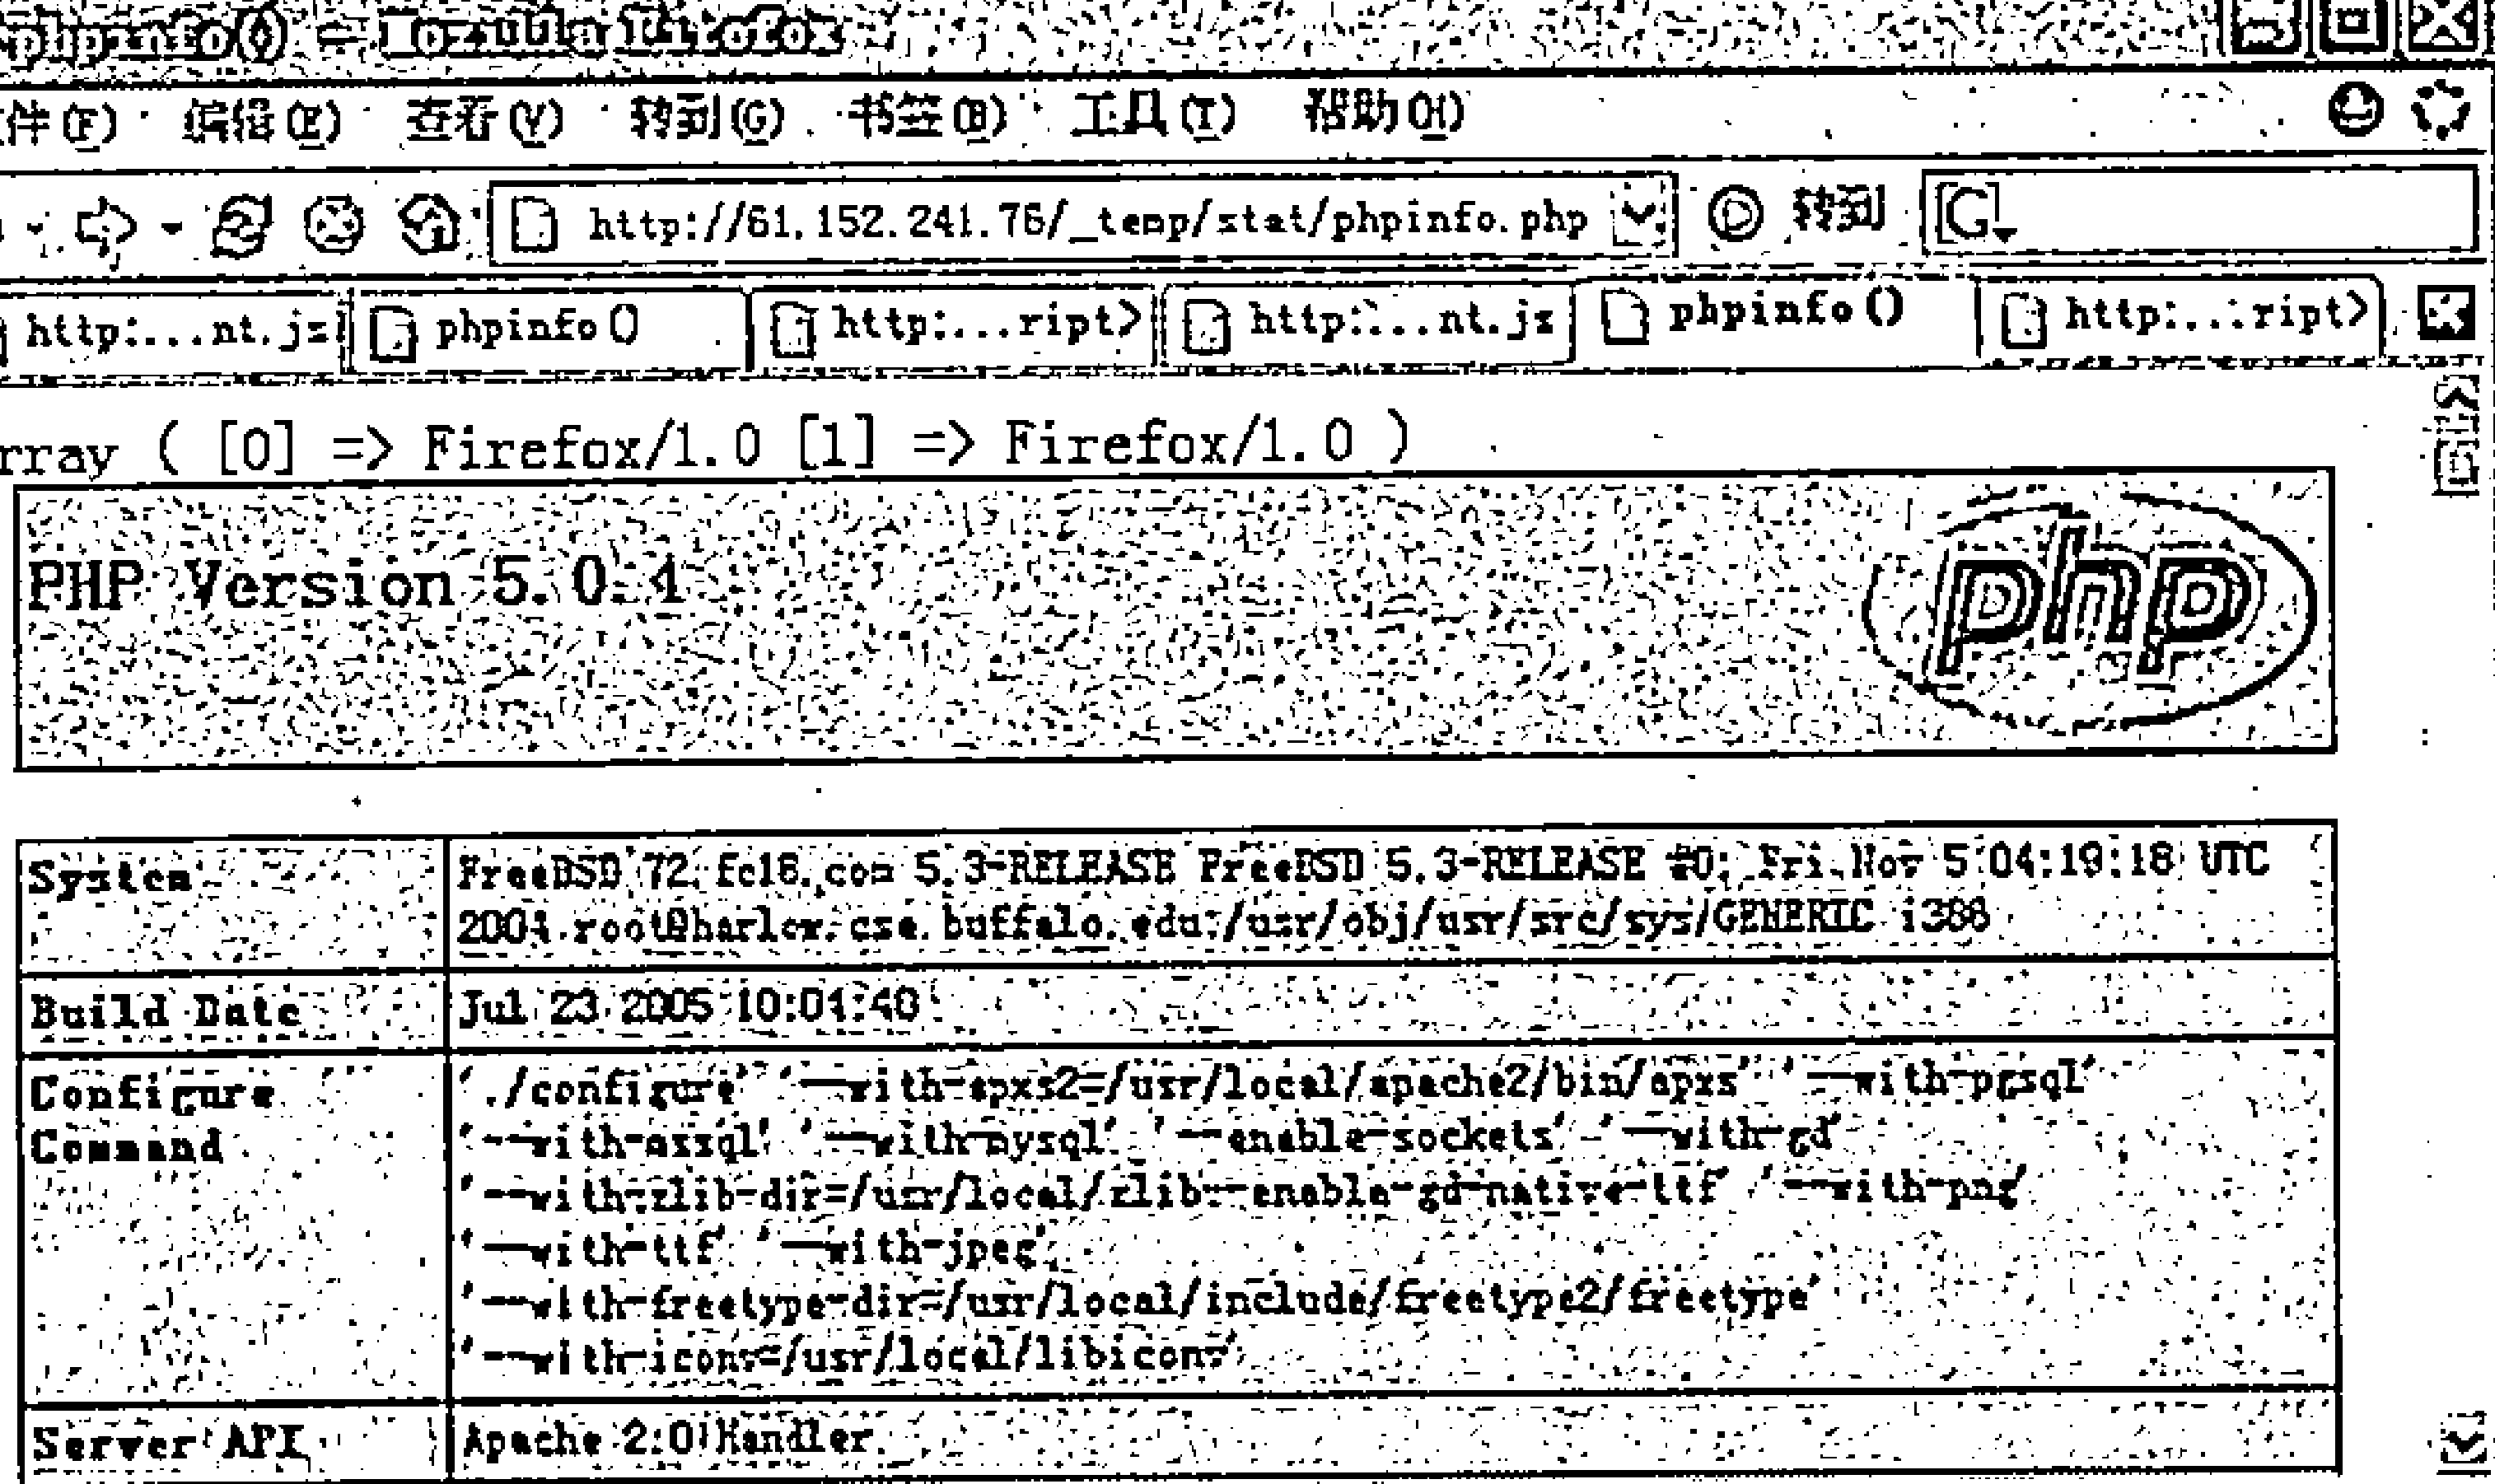 phpinfo() - Mozilla Firefox
件(F) 编辑(E) 查看(V) 转到(G) 书签(B) 工具(T) 帮助(H)
http://61.152.241.76/_temp/stat/phpinfo.php 转到 G
http:...nt.js phpinfo() http:...ript> http:...nt.js phpinfo() http:...ript>
rray ( [0] => Firefox/1.0 [1] => Firefox/1.0 )
PHP Version 5.0.4
php
System
FreeBSD 72.fc18.com 5.3-RELEASE FreeBSD 5.3-RELEASE #0: Fri Nov 5 04:19:18 UTC
2004 root@harlow.cse.buffalo.edu:/usr/obj/usr/src/sys/GENERIC i386
Build Date
Jul 23 2005 10:04:40
Configure
Command
'./configure' '--with-apxs2=/usr/local/apache2/bin/apxs' '--with-pgsql'
'--with-mssql' '--with-mysql' '--enable-sockets' '--with-gd'
'--with-zlib-dir=/usr/local/zlib--enable-gd-native-ttf' '--with-png'
'--with-ttf' '--with-jpeg'
'--with-freetype-dir=/usr/local/include/freetype2/freetype'
'--with-iconv=/usr/local/libiconv'
Server API
Apache 2.0 Handler